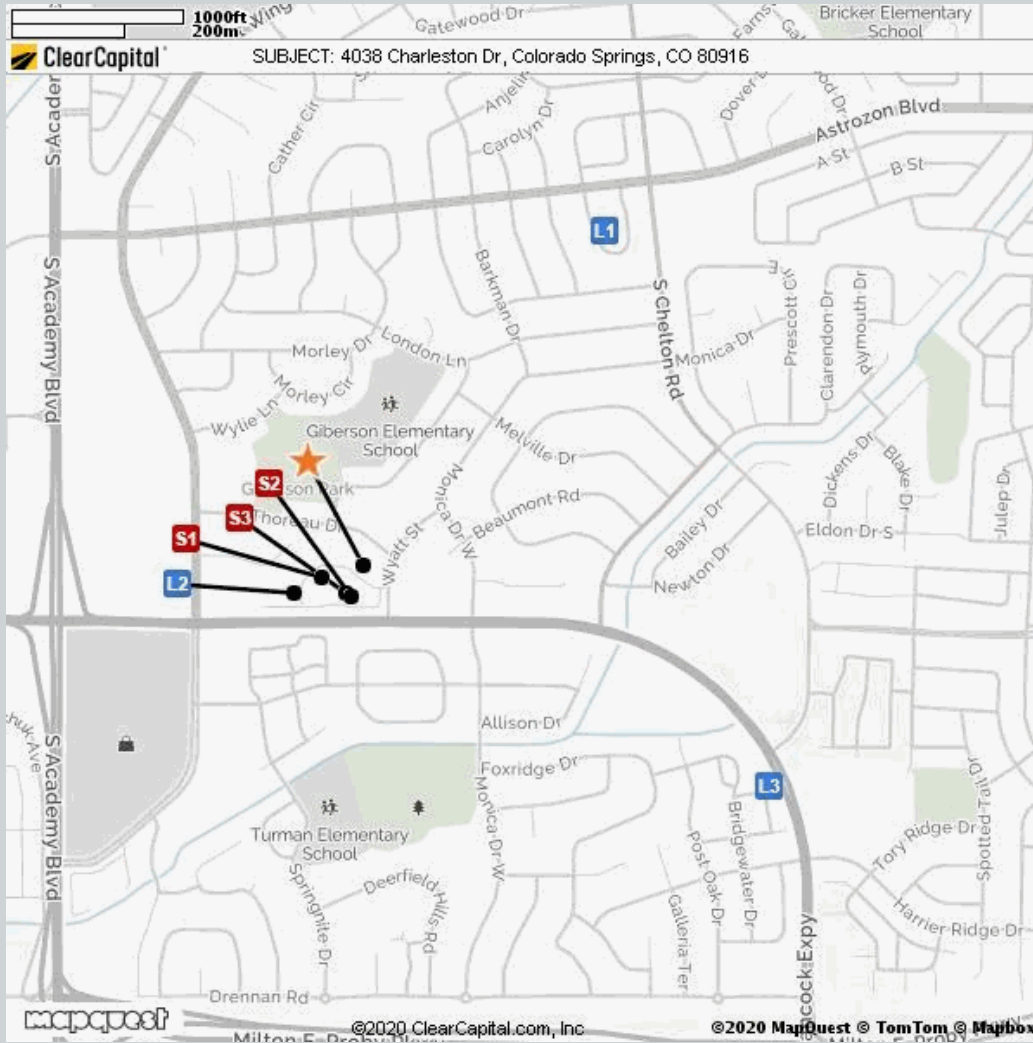 1000ft
200m
Gatewood Dr
Bricker Elementary
School
ClearCapital
SUBJECT: 4038 Charleston Dr, Colorado Springs, CO 80916
Cather Cir
Carolyn Dr
Astrozon Blvd
A St
B St
L1
S Academy Blvd
Barkman Dr
S Chelton Rd
Prescott Cir
Clarendon Dr
Plymouth Dr
Morley Dr
London Ln
Monica Dr
Morley Cir
Wylie Ln
Giberson Elementary
School
Melville Dr
S2
S3
S1
L2
Thoreau Dr
Wyatt St
Monica Dr W
Beaumont Rd
Dickens Dr
Blake Dr
Julep Dr
Bailey Dr
Eldon Dr S
Newton Dr
S Academy Blvd
Allison Dr
Foxridge Dr
L3
Monica Dr W
Turman Elementary
School
Bridgewater Dr
Post Oak Dr
Tory Ridge Dr
Spotted Tail Dr
Springnite Dr
Deerfield Hills Rd
Galleria Ter
Harrier Ridge Dr
Drennan Rd
mapquest
©2020 ClearCapital.com, Inc
©2020 MapQuest © TomTom © Mapbox